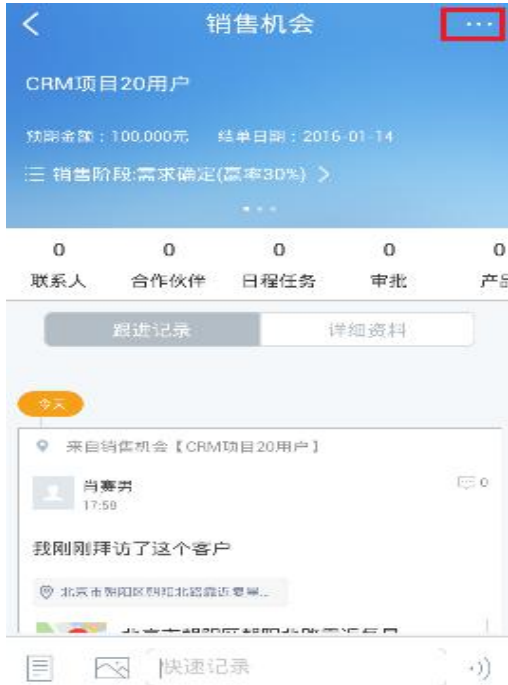 销售机会
CRM项目20用户
预期金额：100,000元 结单日期：2016-01-14
销售阶段:需求确定(赢率30%)
0 0 0 0 0
联系人 合作伙伴 日程任务 审批 产品
跟进记录 详细资料
今天
来自销售机会【CRM项目20用户】
当赛男 0
17:58
我刚刚拜访了这个客户
北京市朝阳区朝阳北路靠近
快速记录